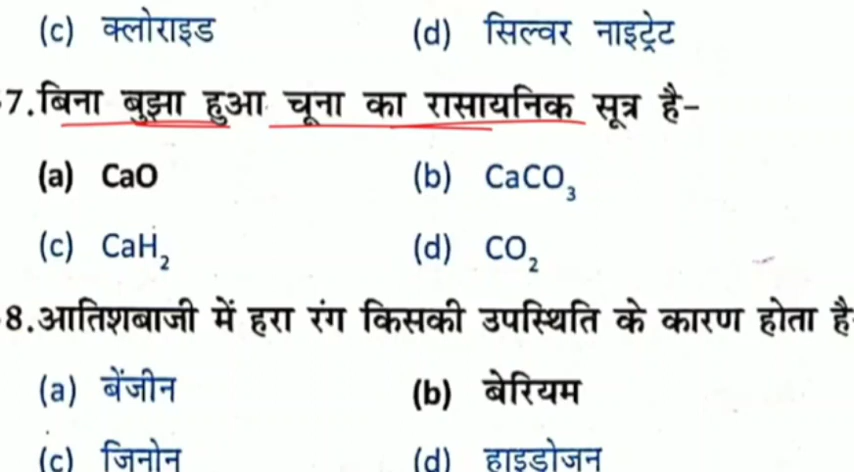 (c) क्लोराइड (d) सिल्वर नाइट्रेट
7.बिना बुझा हुआ चूना का रासायनिक सूत्र है-
(a) CaO (b) CaCO₃
(c) CaH₂ (d) CO₂
8.आतिशबाजी में हरा रंग किसकी उपस्थिति के कारण होता है
(a) बेंजीन (b) बेरियम
(c) जिनोन (d) हाइड्रोजन